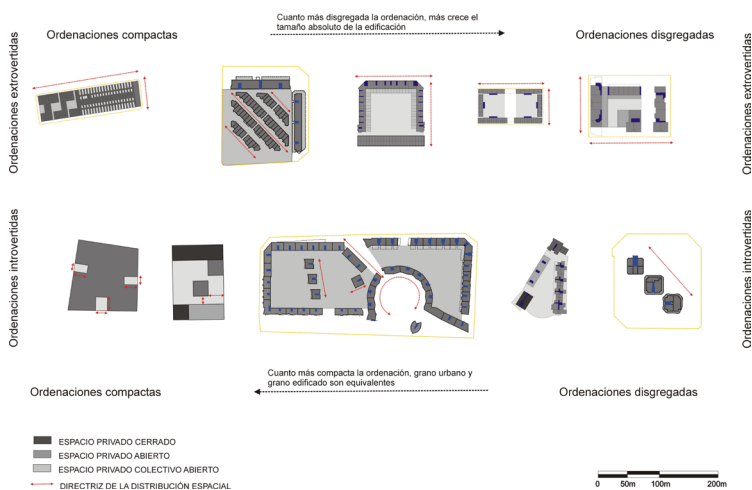 Cuanto más disgregada la ordenación, más crece el
tamaño absoluto de la edificación
Ordenaciones compactas
Ordenaciones disgregadas
Ordenaciones extrovertidas
Ordenaciones extrovertidas
Ordenaciones introvertidas
Ordenaciones introvertidas
Cuanto más compacta la ordenación, grano urbano y
grano edificado son equivalentes
Ordenaciones compactas
Ordenaciones disgregadas
ESPACIO PRIVADO CERRADO
ESPACIO PRIVADO ABIERTO
ESPACIO PRIVADO COLECTIVO ABIERTO
DIRECTRIZ DE LA DISTRIBUCIÓN ESPACIAL
0 50m 100m 200m